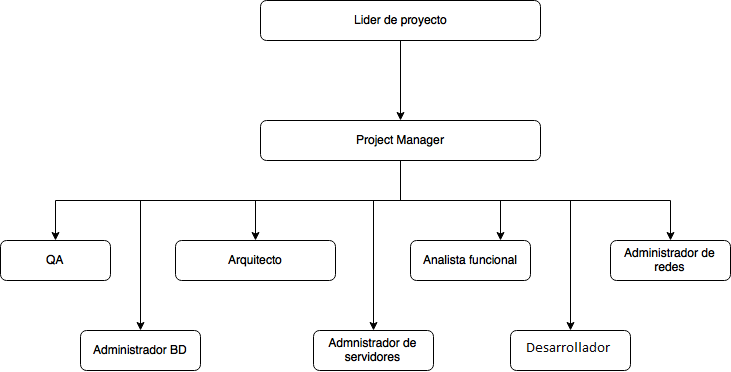 Lider de proyecto
Project Manager
QA
Arquitecto
Analista funcional
Administrador de
redes
Administrador BD
Admnistrador de
servidores
Desarrollador